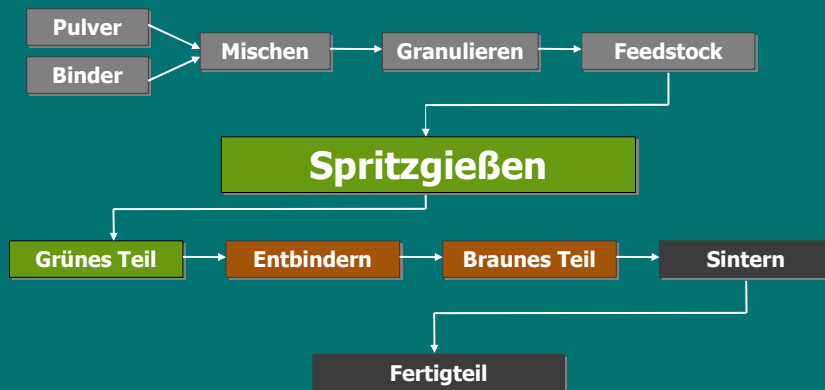 Pulver
Binder
Mischen
Granulieren
Feedstock
Spritzgießen
Grünes Teil
Entbindern
Braunes Teil
Sintern
Fertigteil